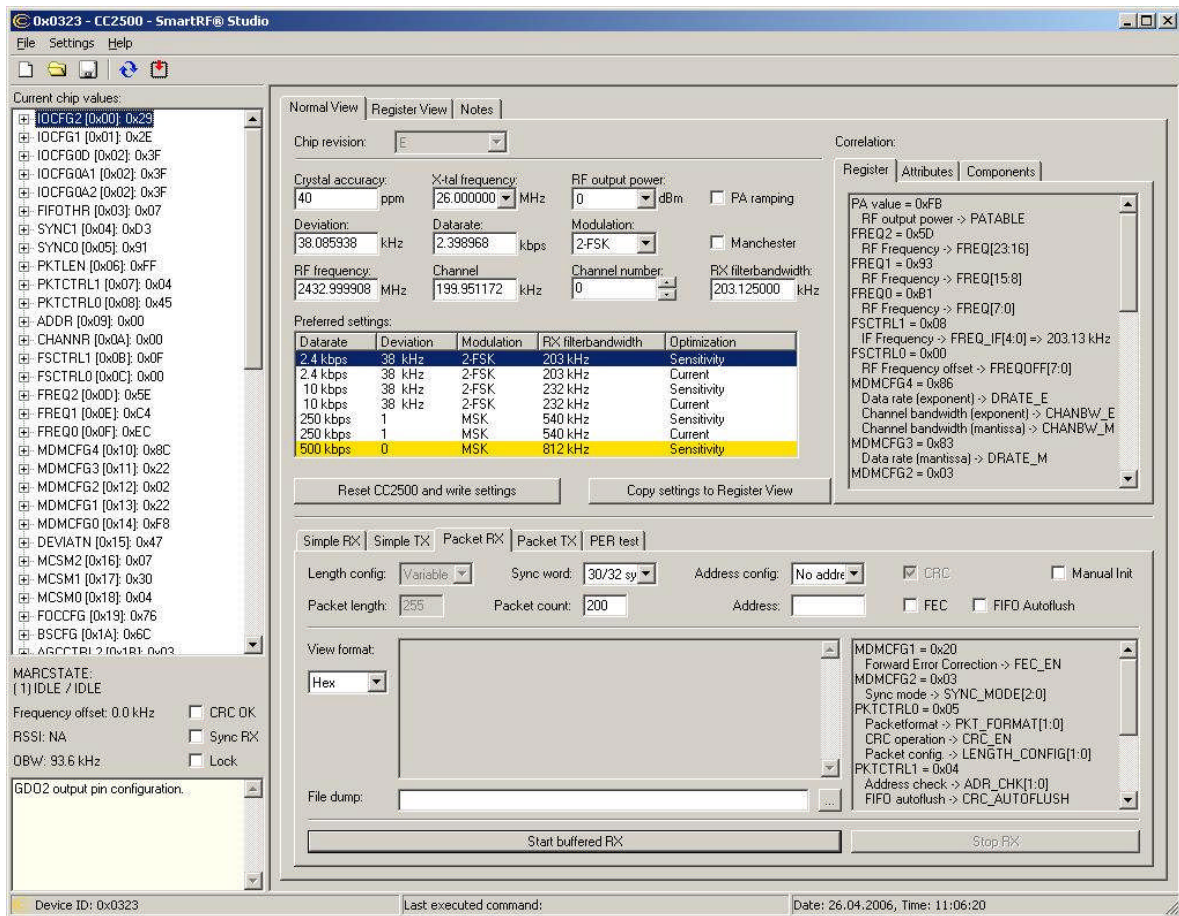 0x0323 - CC2500 - SmartRF® Studio
File Settings Help
Current chip values:
IOCFG2 [0x00]: 0x29
IOCFG1 [0x01]: 0x2E
IOCFG0D [0x02]: 0x3F
IOCFG0A1 [0x02]: 0x3F
IOCFG0A2 [0x02]: 0x3F
FIFOTHR [0x03]: 0x07
SYNC1 [0x04]: 0xD3
SYNC0 [0x05]: 0x91
PKTLEN [0x06]: 0xFF
PKTCTRL1 [0x07]: 0x04
PKTCTRL0 [0x08]: 0x45
ADDR [0x09]: 0x00
CHANNR [0x0A]: 0x00
FSCTRL1 [0x0B]: 0x0F
FSCTRL0 [0x0C]: 0x00
FREQ2 [0x0D]: 0x5E
FREQ1 [0x0E]: 0xC4
FREQ0 [0x0F]: 0xEC
MDMCFG4 [0x10]: 0x8C
MDMCFG3 [0x11]: 0x22
MDMCFG2 [0x12]: 0x02
MDMCFG1 [0x13]: 0x22
MDMCFG0 [0x14]: 0xF8
DEVIATN [0x15]: 0x47
MCSM2 [0x16]: 0x07
MCSM1 [0x17]: 0x30
MCSM0 [0x18]: 0x04
FOCCFG [0x19]: 0x76
BSCFG [0x1A]: 0x6C
AGCCTRL2 [0x1B]: 0x03
MARCSTATE:
(1) IDLE / IDLE
Frequency offset: 0.0 kHz CRC OK
RSSI: NA Sync RX
OBW: 93.6 kHz Lock
GDO2 output pin configuration.
Normal View Register View Notes
Chip revision: E
Crystal accuracy: X-tal frequency: RF output power:
40 ppm 26.000000 MHz 0 dBm PA ramping
Deviation: Datarate: Modulation:
38.085938 kHz 2.398968 kbps 2-FSK Manchester
RF frequency: Channel Channel number: RX filterbandwidth:
2432.999908 MHz 199.951172 kHz 0 203.125000 kHz
Preferred settings:
Datarate Deviation Modulation RX filterbandwidth Optimization
2.4 kbps 38 kHz 2-FSK 203 kHz Sensitivity
2.4 kbps 38 kHz 2-FSK 203 kHz Current
10 kbps 38 kHz 2-FSK 232 kHz Sensitivity
10 kbps 38 kHz 2-FSK 232 kHz Current
250 kbps 1 MSK 540 kHz Sensitivity
250 kbps 1 MSK 540 kHz Current
500 kbps 0 MSK 812 kHz Sensitivity
Reset CC2500 and write settings Copy settings to Register View
Correlation:
Register Attributes Components
PA value = 0xFB
RF output power -> PATABLE
FREQ2 = 0x5D
RF Frequency -> FREQ[23:16]
FREQ1 = 0x93
RF Frequency -> FREQ[15:8]
FREQ0 = 0xB1
RF Frequency -> FREQ[7:0]
FSCTRL1 = 0x08
IF Frequency -> FREQ_IF[4:0] => 203.13 kHz
FSCTRL0 = 0x00
RF Frequency offset -> FREQOFF[7:0]
MDMCFG4 = 0x86
Data rate (exponent) -> DRATE_E
Channel bandwidth (exponent) -> CHANBW_E
Channel bandwidth (mantissa) -> CHANBW_M
MDMCFG3 = 0x83
Data rate (mantissa) -> DRATE_M
MDMCFG2 = 0x03
Simple RX Simple TX Packet RX Packet TX PER test
Length config: Variable Sync word: 30/32 sy Address config: No addre CRC Manual Init
Packet length: 255 Packet count: 200 Address: FEC FIFO Autoflush
View format:
Hex
MDMCFG1 = 0x20
Forward Error Correction -> FEC_EN
MDMCFG2 = 0x03
Sync mode -> SYNC_MODE[2:0]
PKTCTRL0 = 0x05
Packetformat -> PKT_FORMAT[1:0]
CRC operation -> CRC_EN
Packet config. -> LENGTH_CONFIG[1:0]
PKTCTRL1 = 0x04
Address check -> ADR_CHK[1:0]
FIFO autoflush -> CRC_AUTOFLUSH
File dump: ...
Start buffered RX Stop RX
Device ID: 0x0323 Last executed command: Date: 26.04.2006, Time: 11:06:20